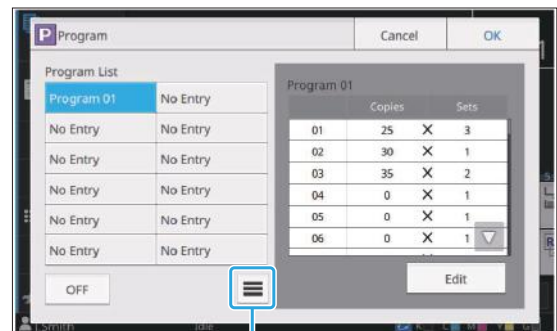 P Program Cancel OK
Program List
Program 01 No Entry
No Entry No Entry
No Entry No Entry
No Entry No Entry
No Entry No Entry
No Entry No Entry
OFF
Program 01
Copies Sets
01 25 X 3
02 30 X 1
03 35 X 2
04 0 X 1
05 0 X 1
06 0 X 1
Edit
Smith Idle